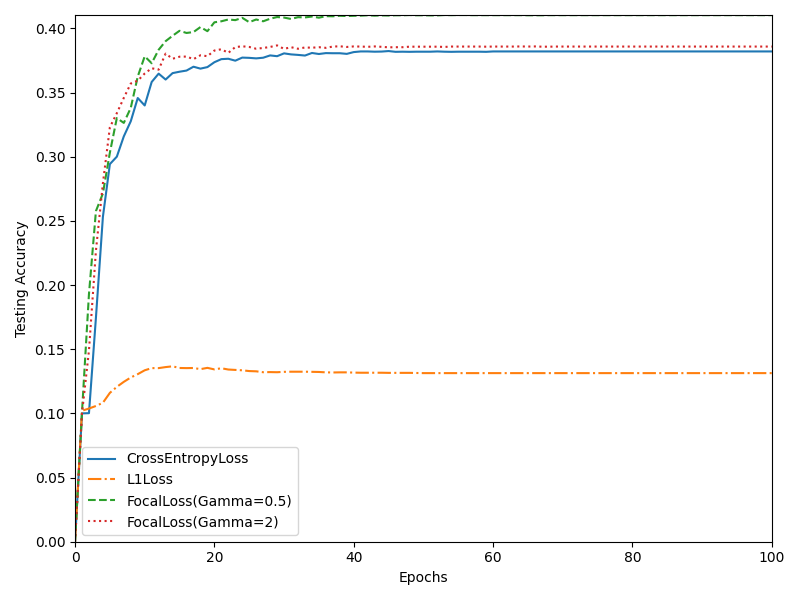 0.40
0.35
0.30
0.25
0.20
0.15
0.10
0.05
0.00
Testing Accuracy
CrossEntropyLoss
L1Loss
FocalLoss(Gamma=0.5)
FocalLoss(Gamma=2)
0 20 40 60 80 100
Epochs